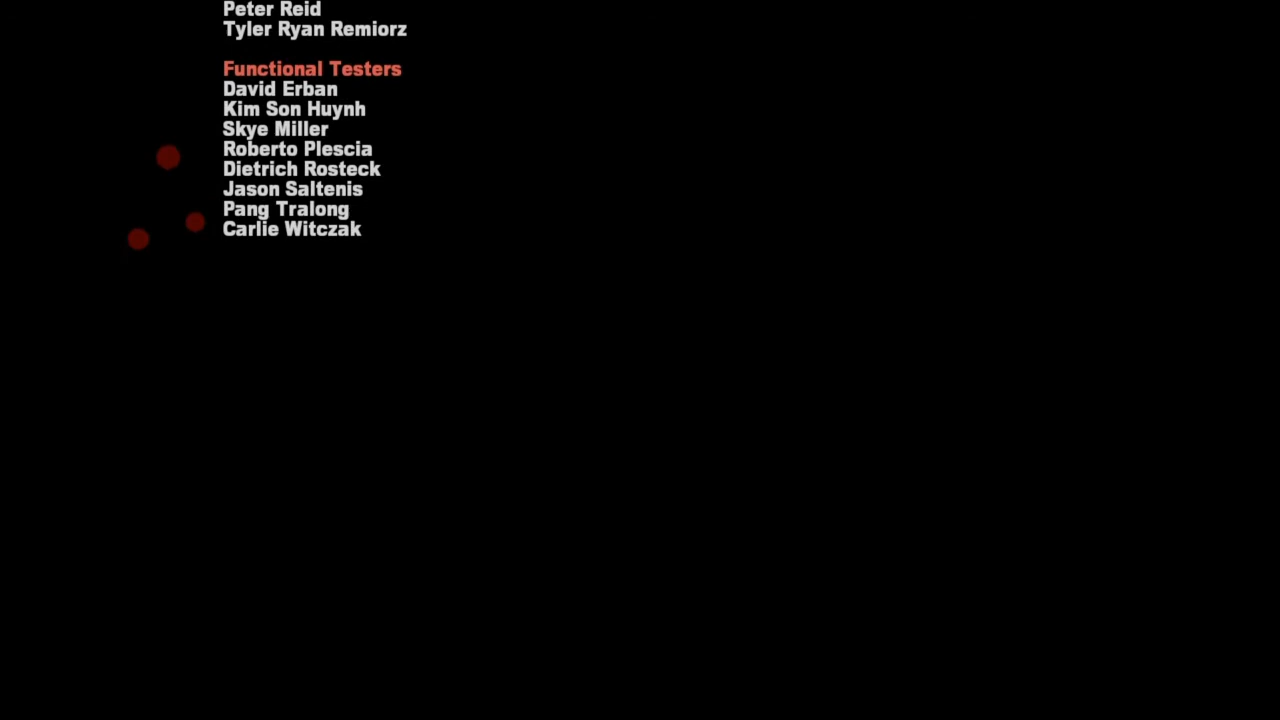 Peter Reid
Tyler Ryan Remiorz
Functional Testers
David Erban
Kim Son Huynh
Skye Miller
Roberto Plescia
Dietrich Rosteck
Jason Saltenis
Pang Tralong
Carlie Witczak